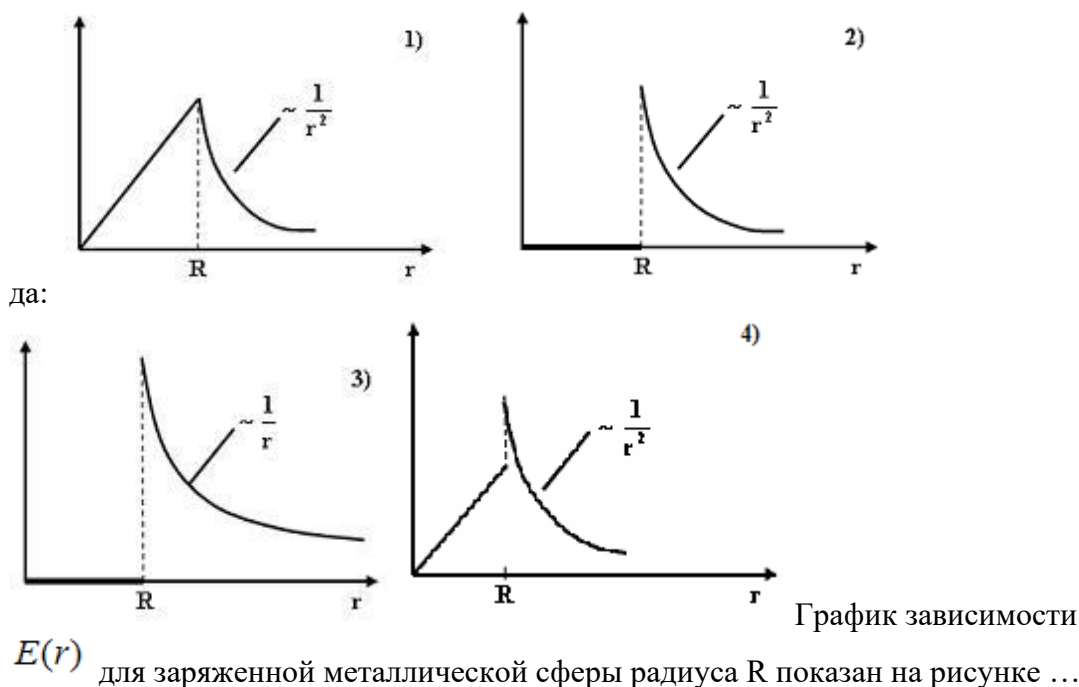 1)
~ 1/r²
R
r
2)
~ 1/r²
R
r
да:
3)
~ 1/r
R
r
4)
~ 1/r²
R
r
График зависимости
E(r) для заряженной металлической сферы радиуса R показан на рисунке …